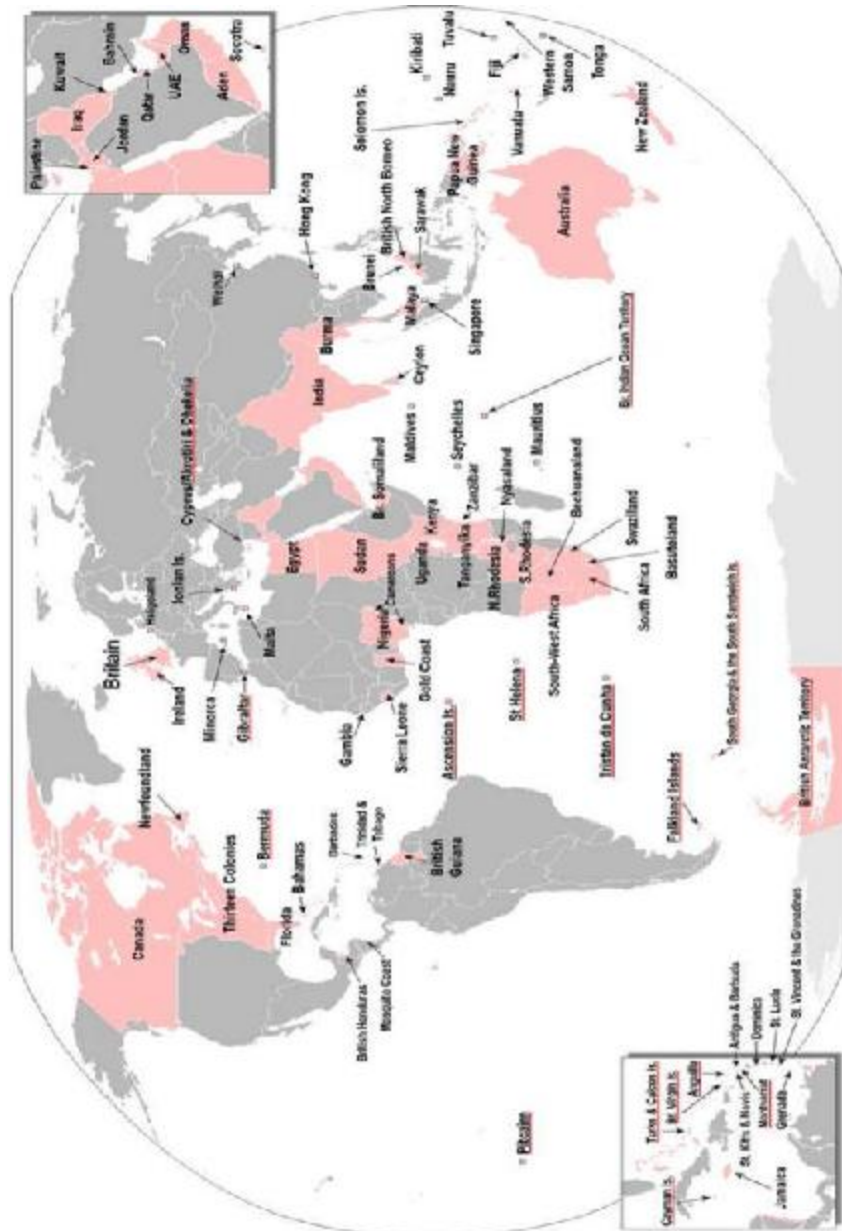 Canada
Newfoundland
Thirteen Colonies
Bermuda
Florida
Bahamas
Barbados
Trinidad &
Tobago
British
Guiana
British Honduras
Mosquito Coast
Pitcairn
Falkland Islands
South Georgia & the South Sandwich Is.
British Antarctic Territory
Britain
Ireland
Heligoland
Ionian Is.
Minorca
Gibraltar
Malta
Cyprus/Akrotiri & Dhekelia
Gambia
Sierra Leone
Gold Coast
Nigeria
Cameroons
Ascension Is.
St Helena
Tristan da Cunha
Egypt
Sudan
Br. Somaliland
Uganda
Kenya
Tanganyika
Zanzibar
N.Rhodesia
Nyasaland
S.Rhodesia
South-West Africa
Bechuanaland
Swaziland
Basutoland
South Africa
Seychelles
Mauritius
Maldives
Br. Indian Ocean Territory
India
Ceylon
Burma
Weihai
Hong Kong
Malaya
Singapore
Brunei
British North Borneo
Sarawak
Papua New
Guinea
Solomon Is.
Australia
New Zealand
Nauru
Kiribati
Tuvalu
Fiji
Vanuatu
Western
Samoa
Tonga
Palestine
Jordan
Iraq
Kuwait
Bahrain
Qatar
UAE
Oman
Aden
Socotra
Cayman Is.
Jamaica
Turks & Caicos Is.
Br. Virgin Is.
Anguilla
St. Kitts & Nevis
Montserrat
Grenada
Antigua & Barbuda
Dominica
St. Lucia
St. Vincent & the Grenadines